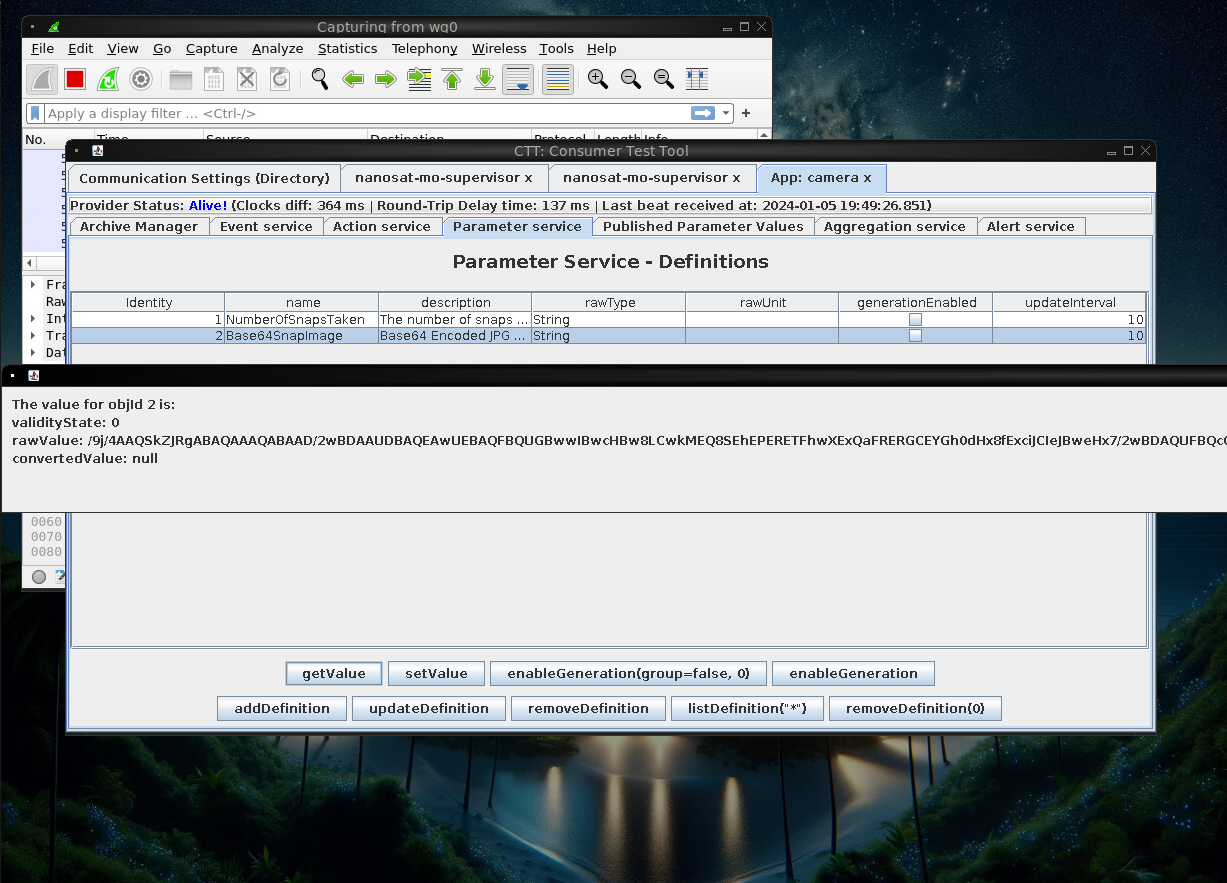 Capturing from wg0
File Edit View Go Capture Analyze Statistics Telephony Wireless Tools Help
Apply a display filter ... <Ctrl-/>
No. Time Source Destination Protocol Length Info
CTT: Consumer Test Tool
Communication Settings (Directory) nanosat-mo-supervisor x nanosat-mo-supervisor x App: camera x
Provider Status: Alive! (Clocks diff: 364 ms | Round-Trip Delay time: 137 ms | Last beat received at: 2024-01-05 19:49:26.851)
Archive Manager Event service Action service Parameter service Published Parameter Values Aggregation service Alert service
Parameter Service - Definitions
Identity name description rawType rawUnit generationEnabled updateInterval
1 NumberOfSnapsTaken The number of snaps ... String 10
2 Base64SnapImage Base64 Encoded JPG ... String 10
Fra
Raw
Int
Tra
Dat
The value for objId 2 is:
validityState: 0
rawValue: /9j/4AAQSkZJRgABAQAAAQABAAD/2wBDAAUDBAQEAwUEBAQFBQUGBwwIBwcHBw8LCwkMEQ8SEhEPERETFhwXExQaFRERGCEYGh0dHx8fExciJCIeJBweHx7/2wBDAQUFBQc
convertedValue: null
0060
0070
0080
getValue setValue enableGeneration(group=false, 0) enableGeneration
addDefinition updateDefinition removeDefinition listDefinition("*") removeDefinition(0)